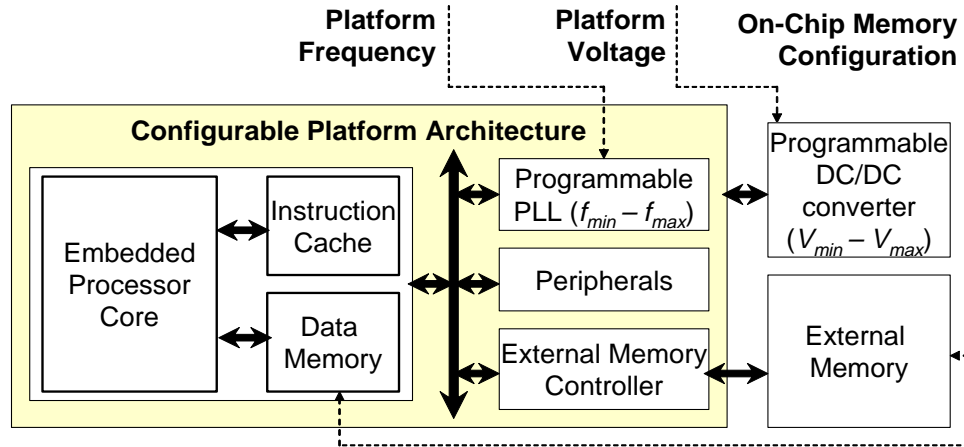 Platform
Frequency
Platform
Voltage
On-Chip Memory
Configuration
Configurable Platform Architecture
Embedded
Processor
Core
Instruction
Cache
Data
Memory
Programmable
PLL (fmin – fmax)
Peripherals
External Memory
Controller
Programmable
DC/DC
converter
(Vmin – Vmax)
External
Memory